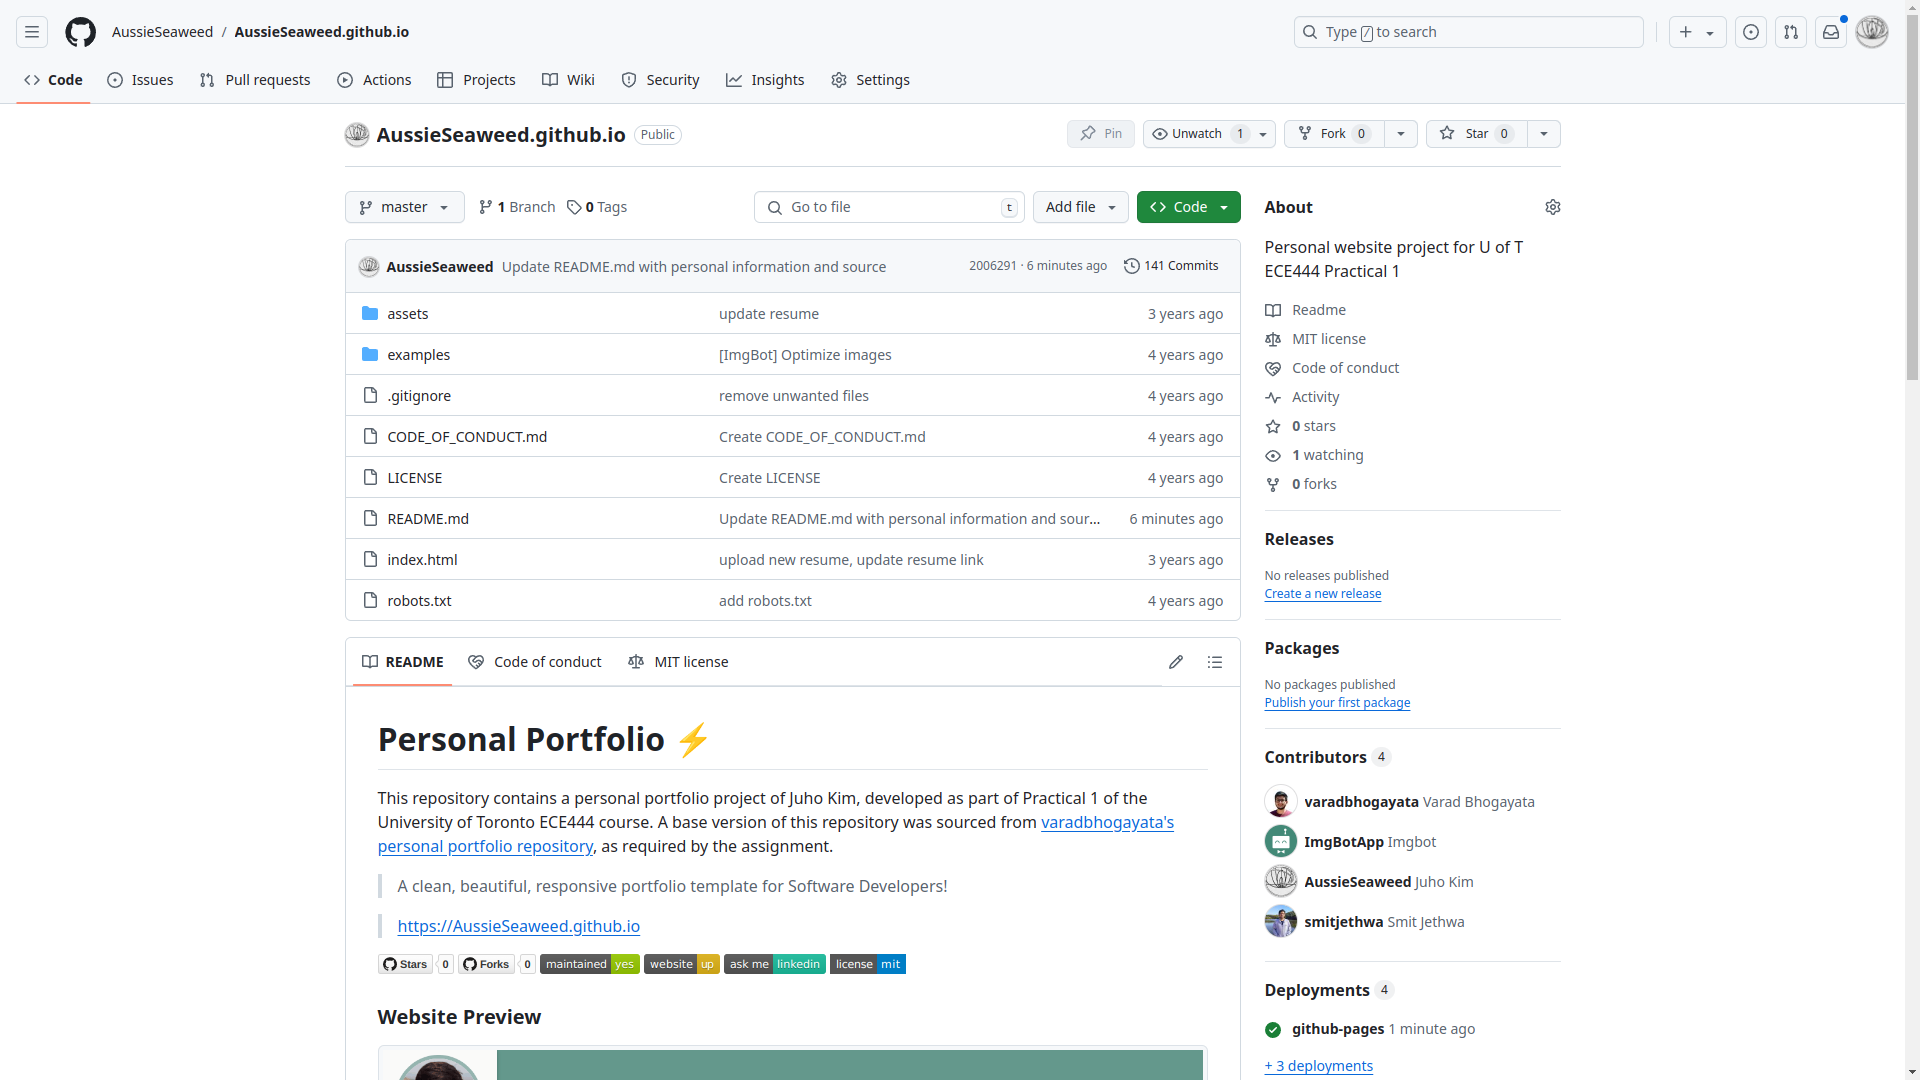 AussieSeaweed / AussieSeaweed.github.io
Type / to search
Code Issues Pull requests Actions Projects Wiki Security Insights Settings
AussieSeaweed.github.io Public
Pin Unwatch 1 Fork 0 Star 0
master 1 Branch 0 Tags Go to file t Add file Code
AussieSeaweed Update README.md with personal information and source 2006291 · 6 minutes ago 141 Commits
assets update resume 3 years ago
examples [ImgBot] Optimize images 4 years ago
.gitignore remove unwanted files 4 years ago
CODE_OF_CONDUCT.md Create CODE_OF_CONDUCT.md 4 years ago
LICENSE Create LICENSE 4 years ago
README.md Update README.md with personal information and sour... 6 minutes ago
index.html upload new resume, update resume link 3 years ago
robots.txt add robots.txt 4 years ago
README Code of conduct MIT license
Personal Portfolio ⚡
This repository contains a personal portfolio project of Juho Kim, developed as part of Practical 1 of the
University of Toronto ECE444 course. A base version of this repository was sourced from varadbhogayata's
personal portfolio repository, as required by the assignment.
A clean, beautiful, responsive portfolio template for Software Developers!
https://AussieSeaweed.github.io
Stars 0 Forks 0 maintained yes website up ask me linkedin license mit
Website Preview
About
Personal website project for U of T
ECE444 Practical 1
Readme
MIT license
Code of conduct
Activity
0 stars
1 watching
0 forks
Releases
No releases published
Create a new release
Packages
No packages published
Publish your first package
Contributors 4
varadbhogayata Varad Bhogayata
ImgBotApp Imgbot
AussieSeaweed Juho Kim
smitjethwa Smit Jethwa
Deployments 4
github-pages 1 minute ago
+ 3 deployments